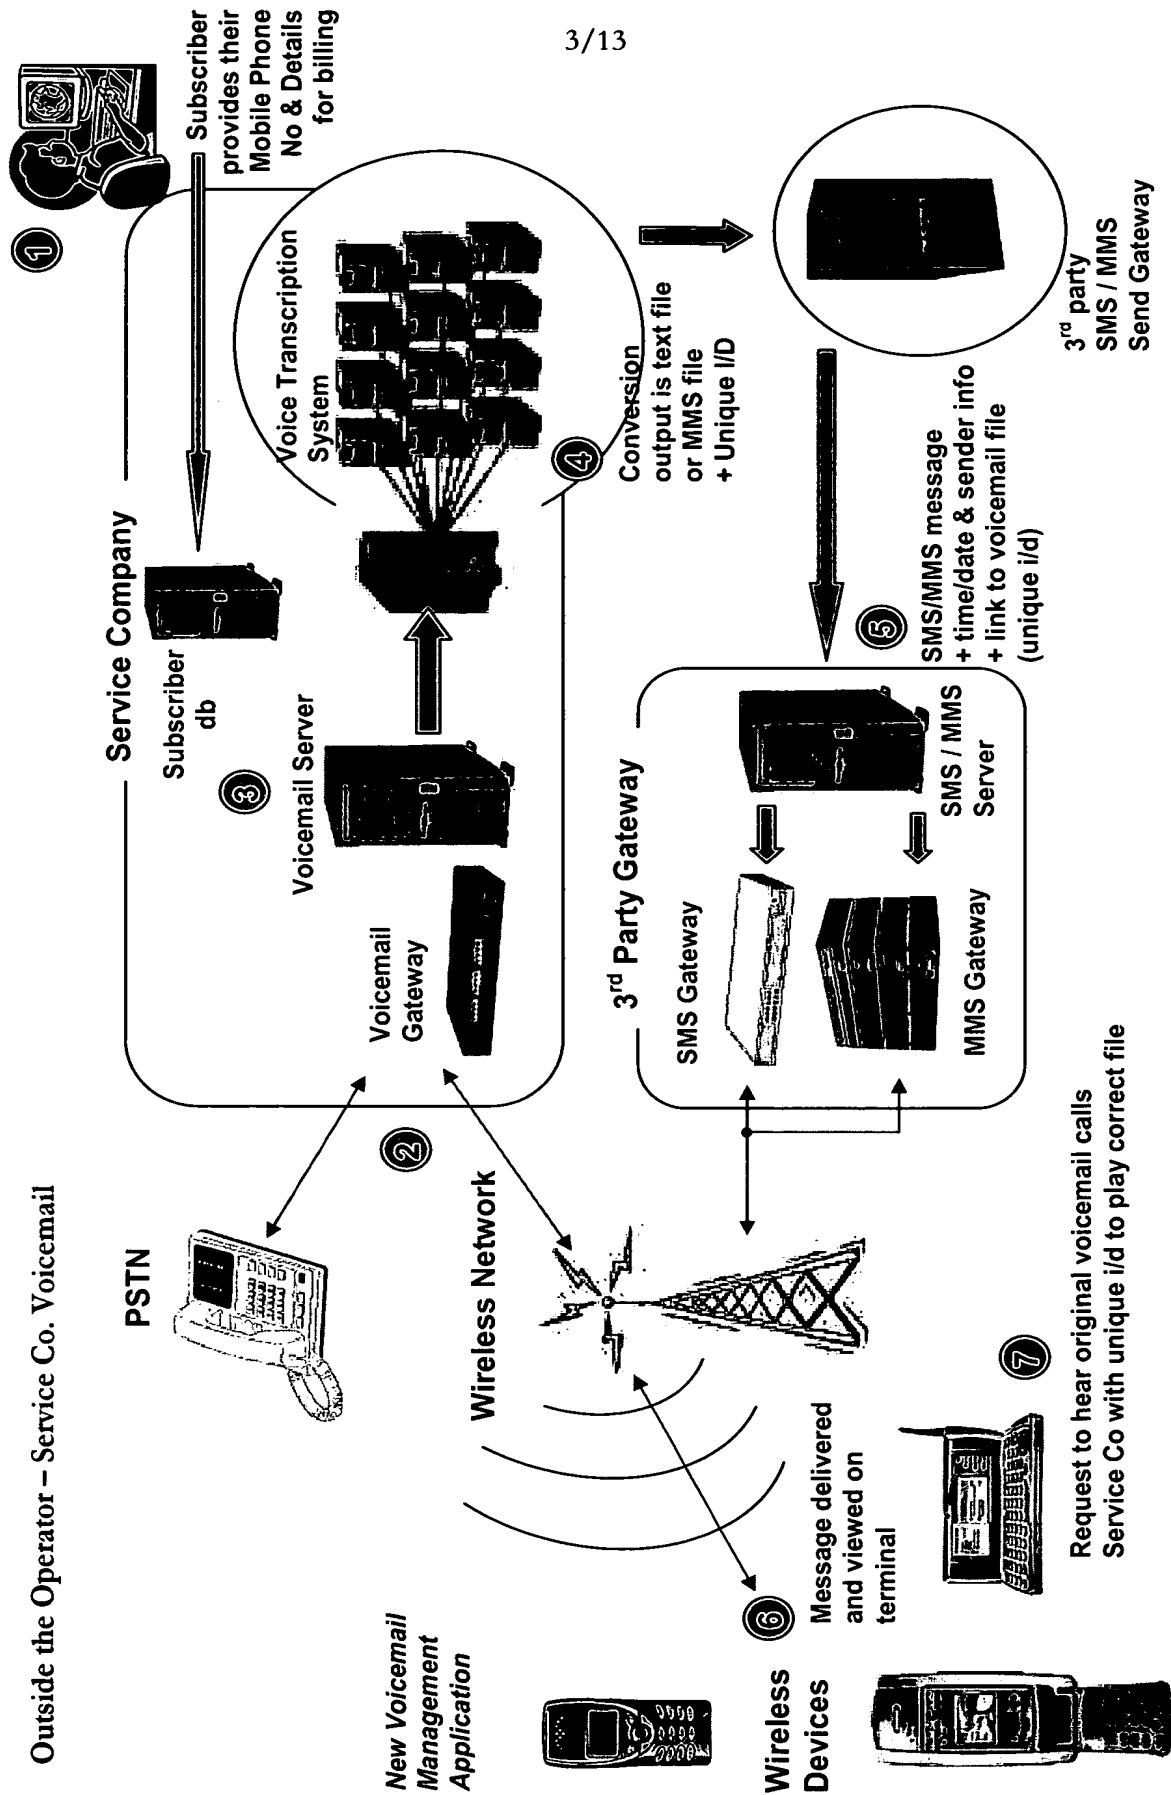 3/13
Outside the Operator – Service Co. Voicemail
1
Subscriber
provides their
Mobile Phone
No & Details
for billing
Service Company
Subscriber
db
Voice Transcription
System
3
Voicemail Server
Voicemail
Gateway
PSTN
2
Wireless Network
4
Conversion
output is text file
or MMS file
+ Unique I/D
3rd party
SMS / MMS
Send Gateway
5
SMS/MMS message
+ time/date & sender info
+ link to voicemail file
(unique i/d)
3rd Party Gateway
SMS Gateway
MMS Gateway
SMS / MMS
Server
New Voicemail
Management
Application
6
Message delivered
and viewed on
terminal
Wireless
Devices
7
Request to hear original voicemail calls
Service Co with unique i/d to play correct file